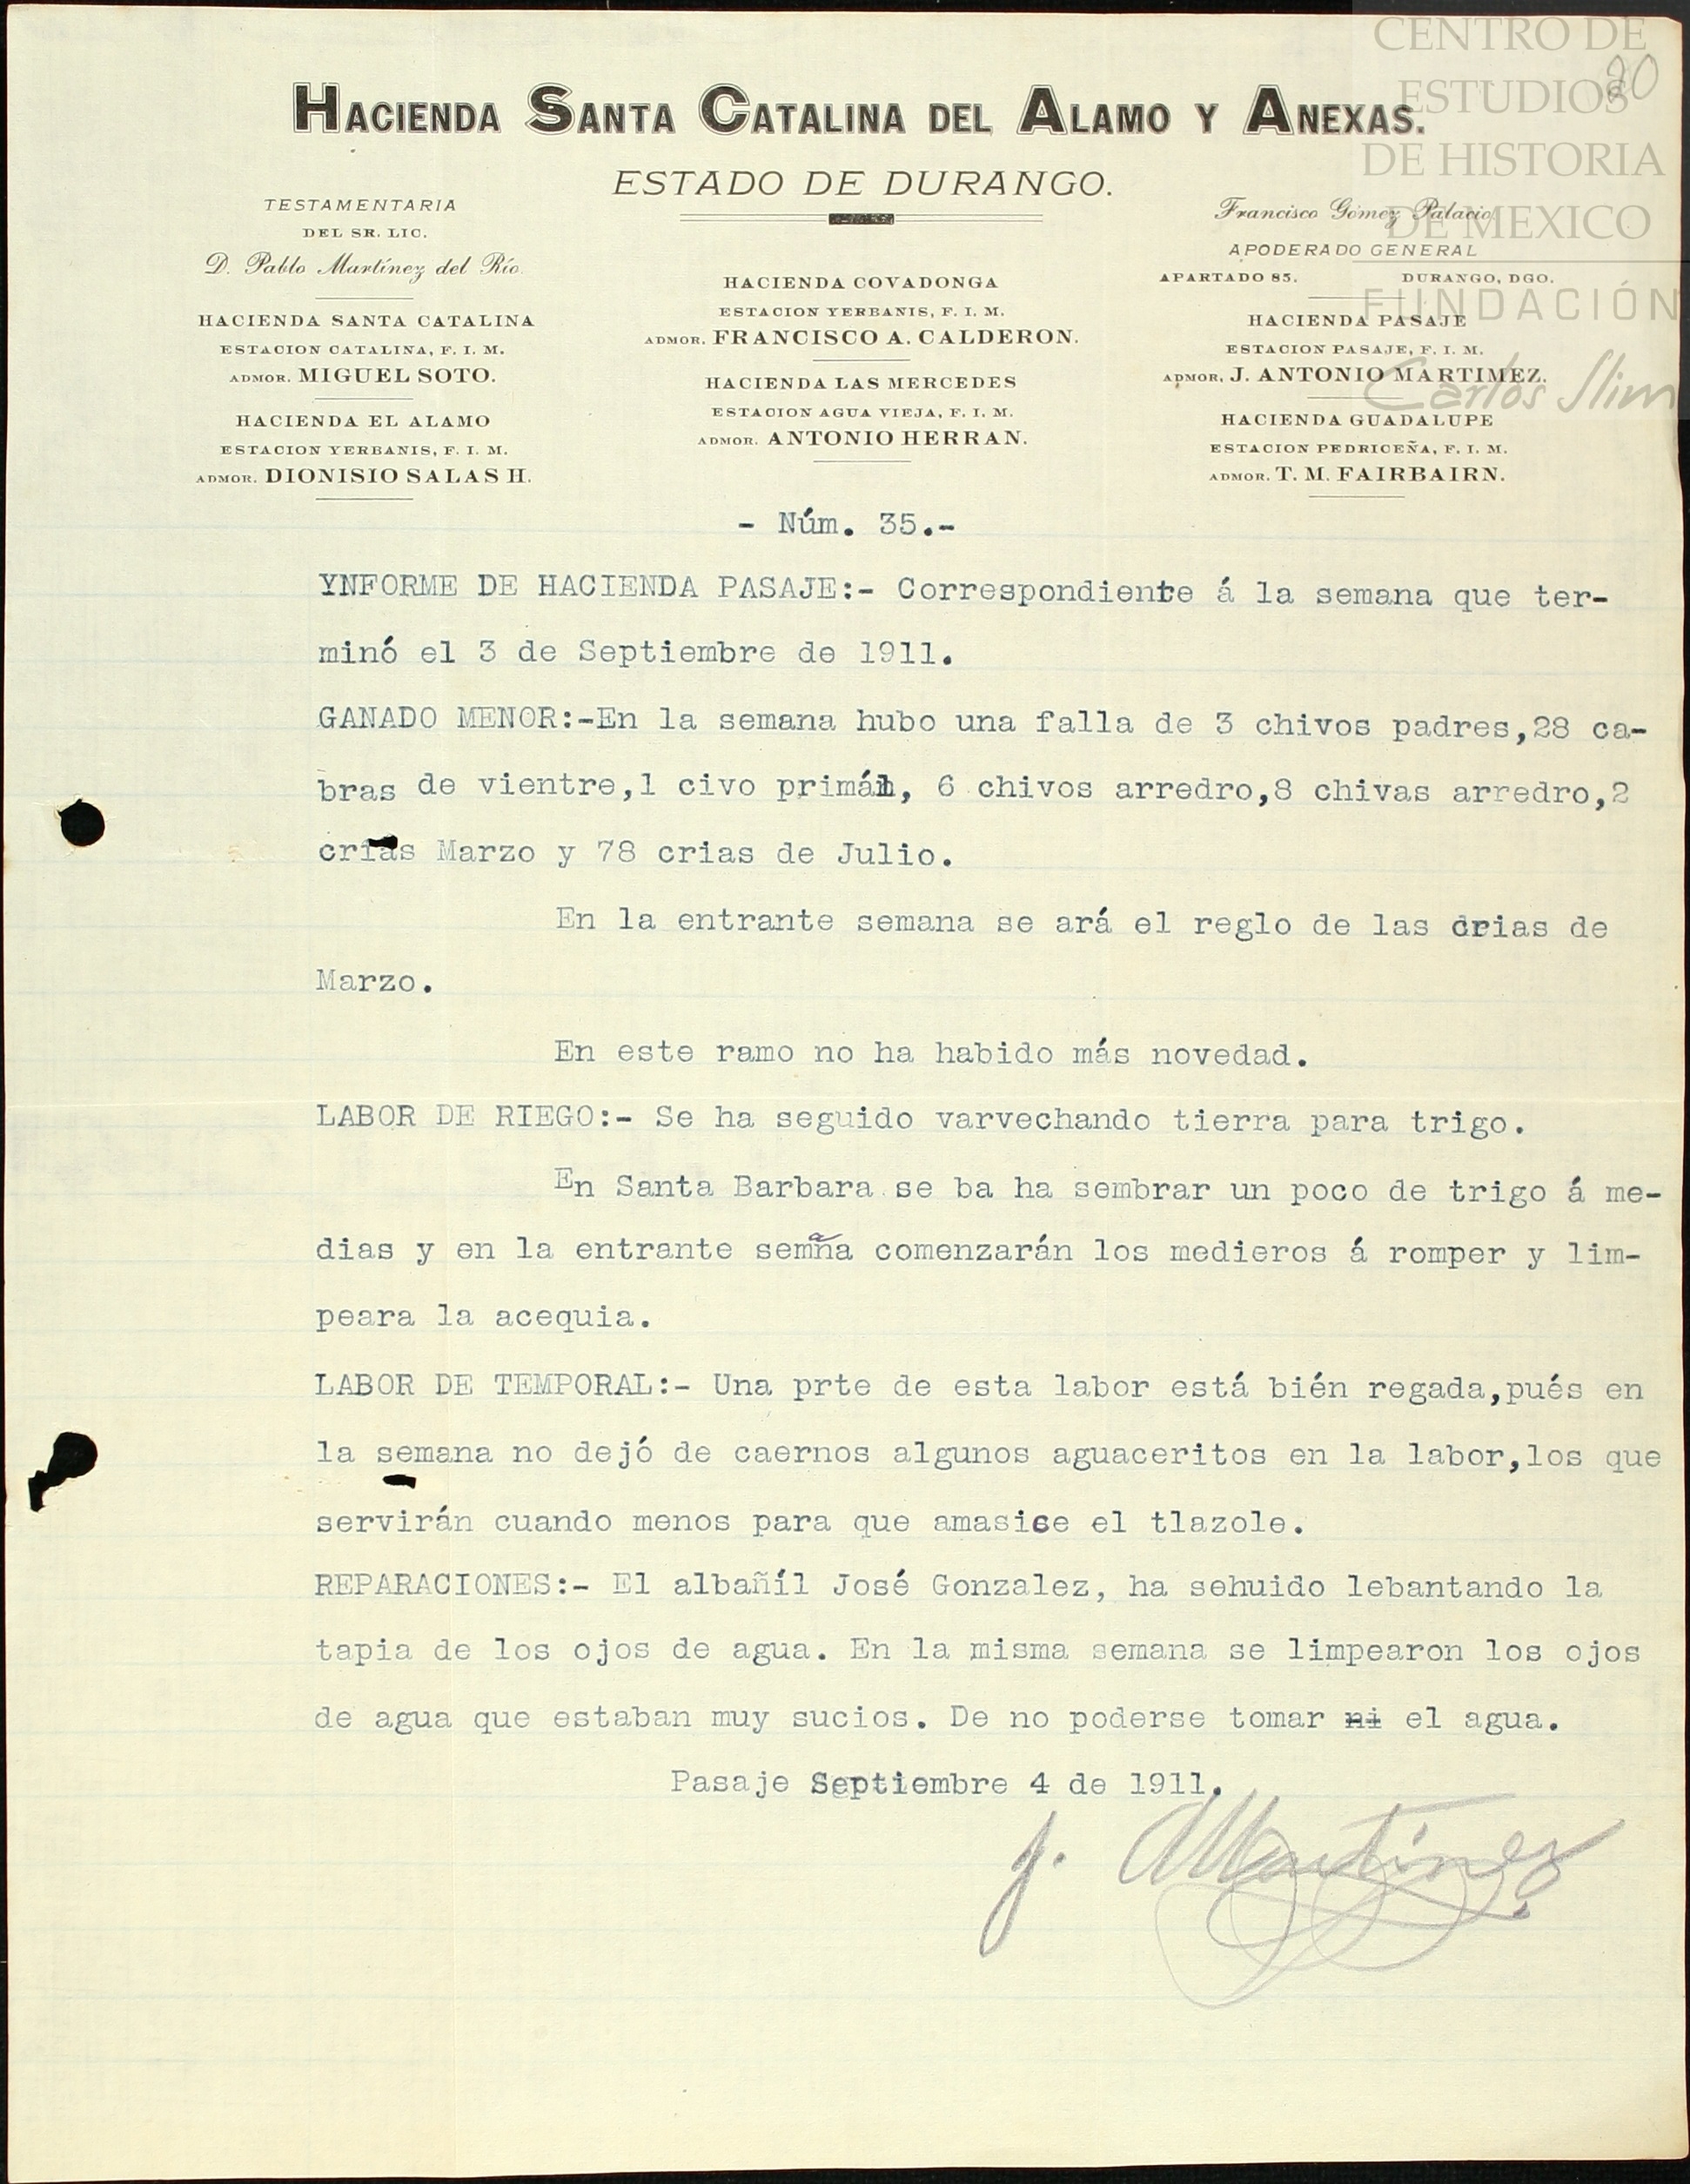 CENTRO DE
ESTUDIOS
DE HISTORIA
DE MEXICO
FUNDACIÓN
Carlos Slim
20
HACIENDA SANTA CATALINA DEL ALAMO Y ANEXAS.
ESTADO DE DURANGO.
TESTAMENTARIA
DEL SR. LIC.
D. Pablo Martínez del Río.
HACIENDA SANTA CATALINA
ESTACION CATALINA, F. I. M.
ADMOR. MIGUEL SOTO.
HACIENDA EL ALAMO
ESTACION YERBANIS, F. I. M.
ADMOR. DIONISIO SALAS H.
HACIENDA COVADONGA
ESTACION YERBANIS, F. I. M.
ADMOR. FRANCISCO A. CALDERON.
HACIENDA LAS MERCEDES
ESTACION AGUA VIEJA, F. I. M.
ADMOR. ANTONIO HERRAN.
Francisco Gómez Palacio
APODERADO GENERAL
APARTADO 85. DURANGO, DGO.
HACIENDA PASAJE
ESTACION PASAJE, F. I. M.
ADMOR. J. ANTONIO MARTIMEZ.
HACIENDA GUADALUPE
ESTACION PEDRICEÑA, F. I. M.
ADMOR. T. M. FAIRBAIRN.
- Núm. 35.-
YNFORME DE HACIENDA PASAJE:- Correspondiente á la semana que ter-
minó el 3 de Septiembre de 1911.
GANADO MENOR:-En la semana hubo una falla de 3 chivos padres,28 ca-
bras de vientre,1 civo primál, 6 chivos arredro,8 chivas arredro,2
crias Marzo y 78 crias de Julio.
En la entrante semana se ará el reglo de las crias de
Marzo.
En este ramo no ha habido más novedad.
LABOR DE RIEGO:- Se ha seguido varvechando tierra para trigo.
En Santa Barbara se ba ha sembrar un poco de trigo á me-
dias y en la entrante semana comenzarán los medieros á romper y lim-
peara la acequia.
LABOR DE TEMPORAL:- Una prte de esta labor está bién regada,pués en
la semana no dejó de caernos algunos aguaceritos en la labor,los que
servirán cuando menos para que amasice el tlazole.
REPARACIONES:- El albañíl José Gonzalez, ha sehuido lebantando la
tapia de los ojos de agua. En la misma semana se limpearon los ojos
de agua que estaban muy sucios. De no poderse tomar ni el agua.
Pasaje Septiembre 4 de 1911.
J. AMartinez